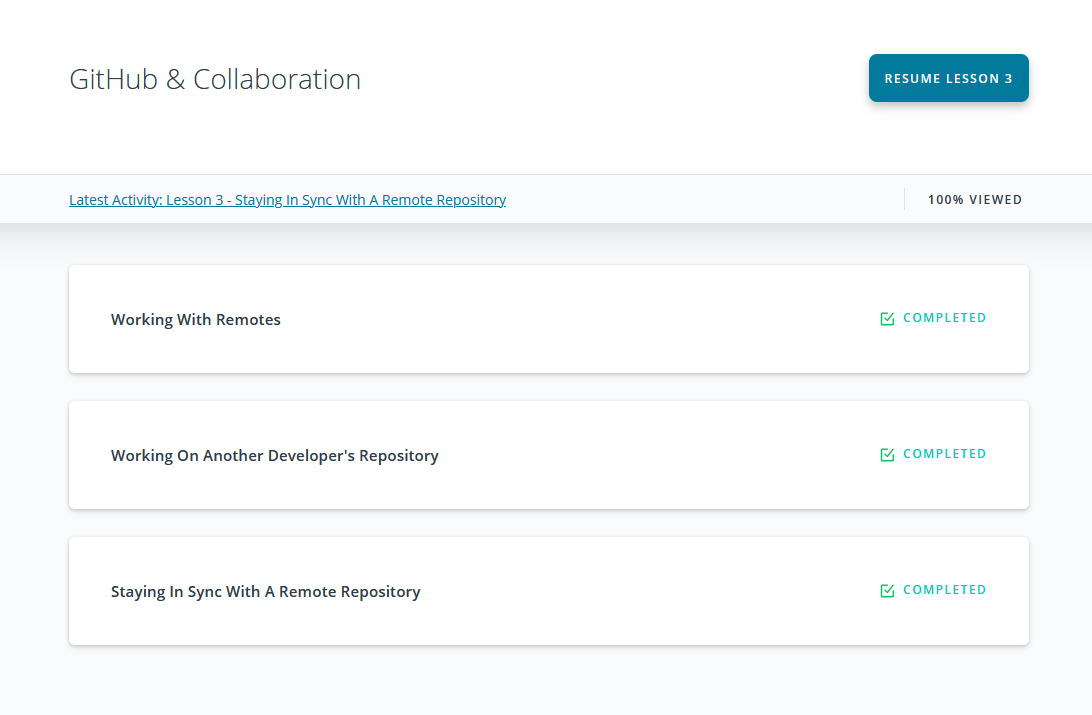 GitHub & Collaboration
RESUME LESSON 3
Latest Activity: Lesson 3 - Staying In Sync With A Remote Repository
100% VIEWED
Working With Remotes
COMPLETED
Working On Another Developer's Repository
COMPLETED
Staying In Sync With A Remote Repository
COMPLETED